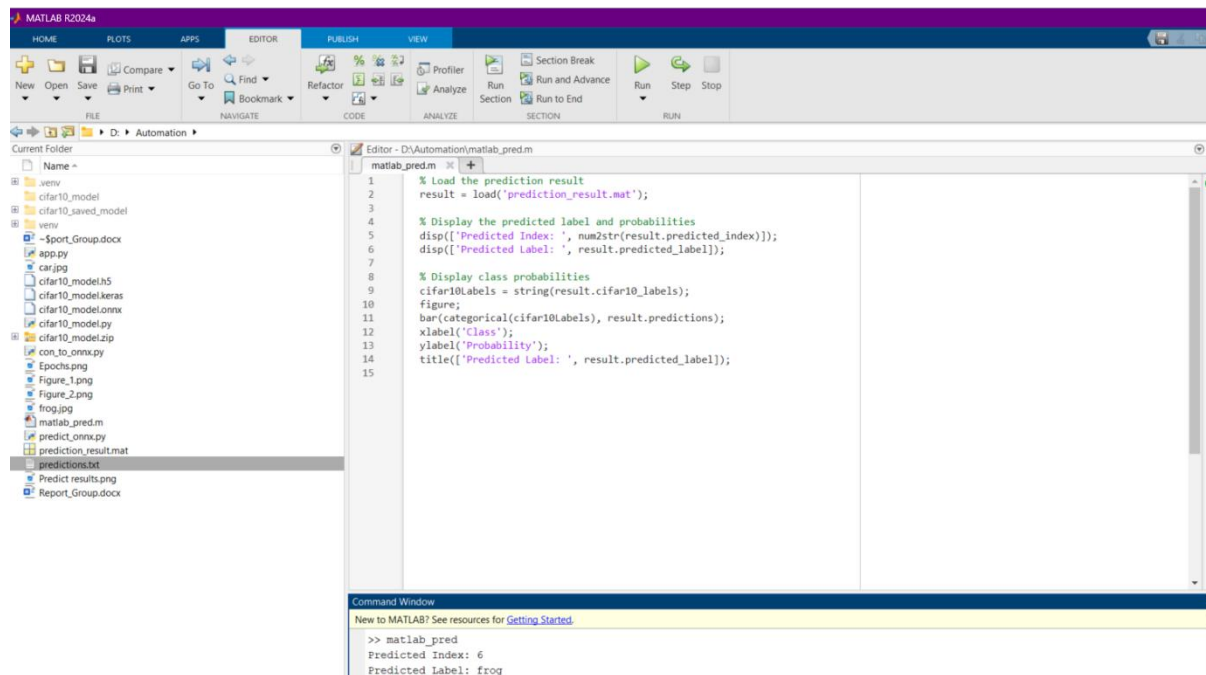 MATLAB R2024a
HOME PLOTS APPS EDITOR PUBLISH VIEW
New Open Save Compare Print Go To Find Bookmark Refactor Profiler Analyze Run Section Section Break Run and Advance Run to End Run Step Stop
FILE NAVIGATE CODE ANALYZE SECTION RUN
D: Automation
Current Folder
Name
.venv
cifar10_model
cifar10_saved_model
venv
~$port_Group.docx
app.py
car.jpg
cifar10_model.h5
cifar10_model.keras
cifar10_model.onnx
cifar10_model.py
cifar10_model.zip
con_to_onnx.py
Epochs.png
Figure_1.png
Figure_2.png
frog.jpg
matlab_pred.m
predict_onnx.py
prediction_result.mat
predictions.txt
Predict results.png
Report_Group.docx
Editor - D:\Automation\matlab_pred.m
matlab_pred.m
1 % Load the prediction result
2 result = load('prediction_result.mat');
3
4 % Display the predicted label and probabilities
5 disp(['Predicted Index: ', num2str(result.predicted_index)]);
6 disp(['Predicted Label: ', result.predicted_label]);
7
8 % Display class probabilities
9 cifar10Labels = string(result.cifar10_labels);
10 figure;
11 bar(categorical(cifar10Labels), result.predictions);
12 xlabel('Class');
13 ylabel('Probability');
14 title(['Predicted Label: ', result.predicted_label]);
15
Command Window
New to MATLAB? See resources for Getting Started.
>> matlab_pred
Predicted Index: 6
Predicted Label: frog